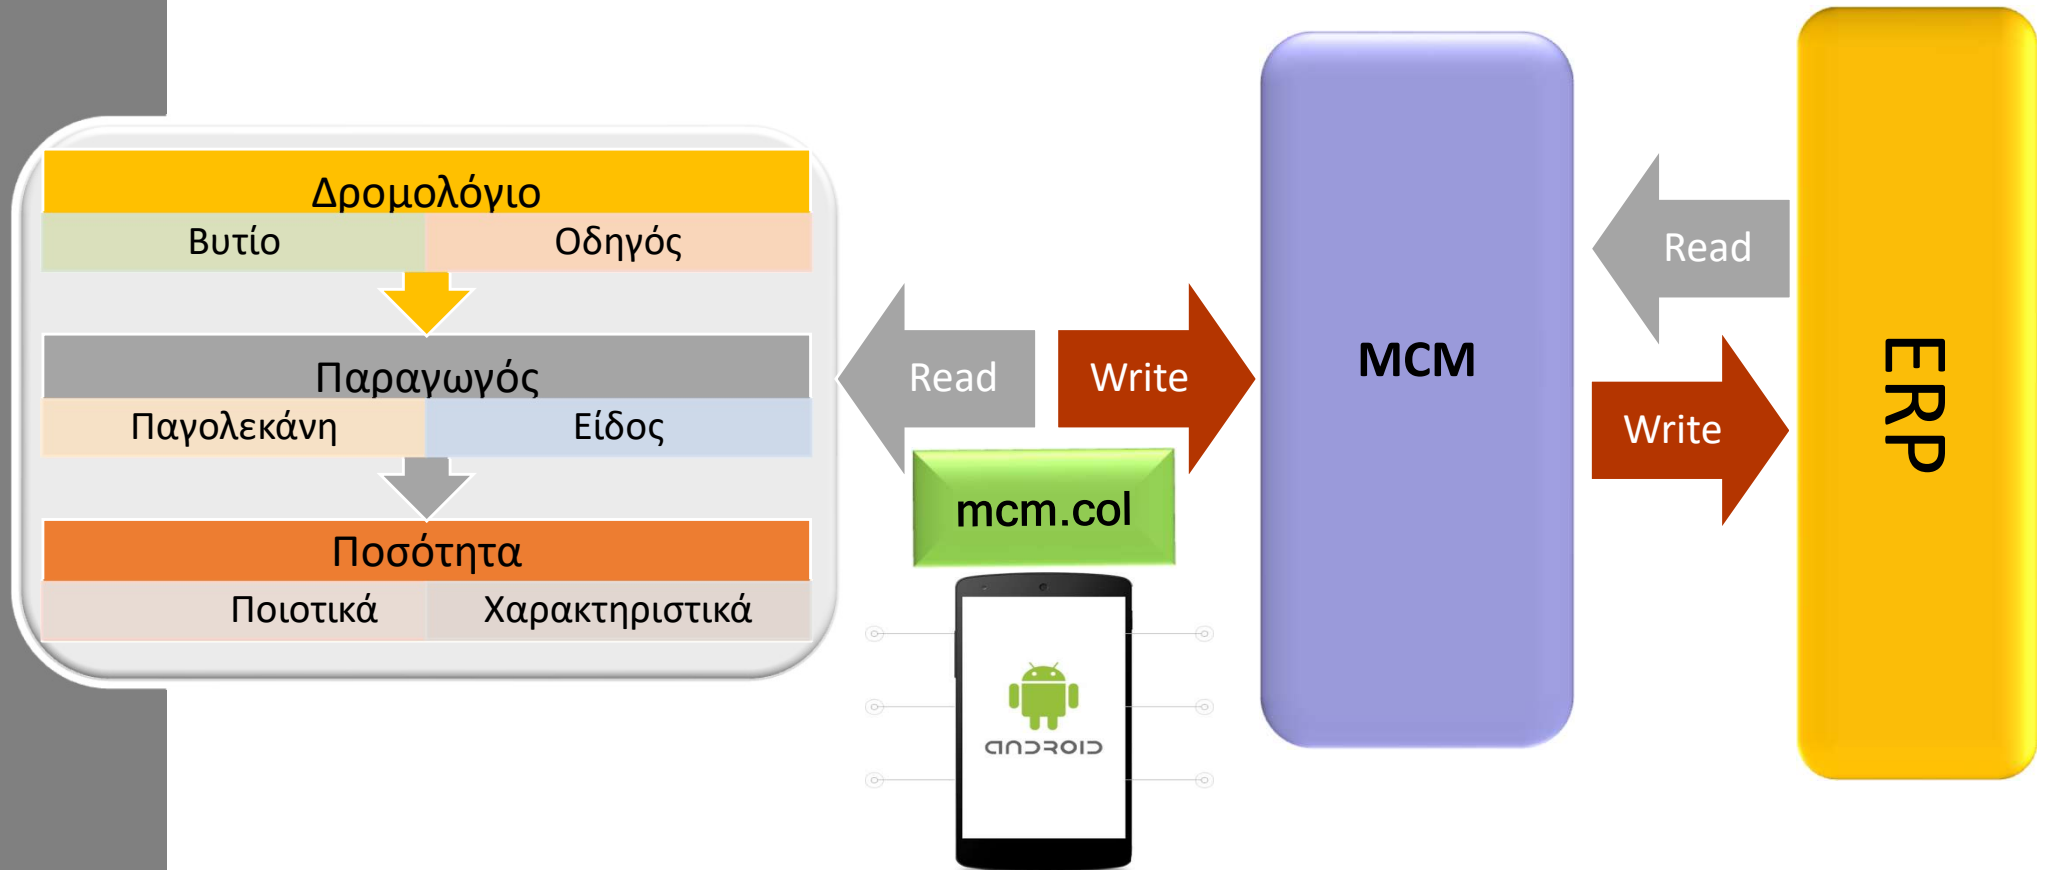 Δρομολόγιο
Βυτίο Οδηγός
Παραγωγός
Παγολεκάνη Είδος
Ποσότητα
Ποιοτικά Χαρακτηριστικά
Read Write
mcm.col
ANDROID
MCM
Read
Write
ERP